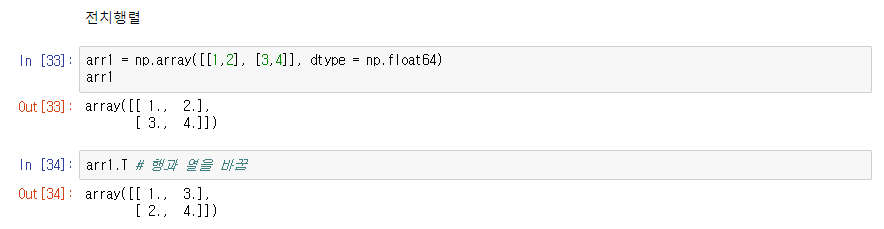 전치행렬
In [33]: arr1 = np.array([[1,2], [3,4]], dtype = np.float64)
arr1
Out[33]: array([[ 1.,  2.],
       [ 3.,  4.]])
In [34]: arr1.T # 행과 열을 바꿈
Out[34]: array([[ 1.,  3.],
       [ 2.,  4.]])